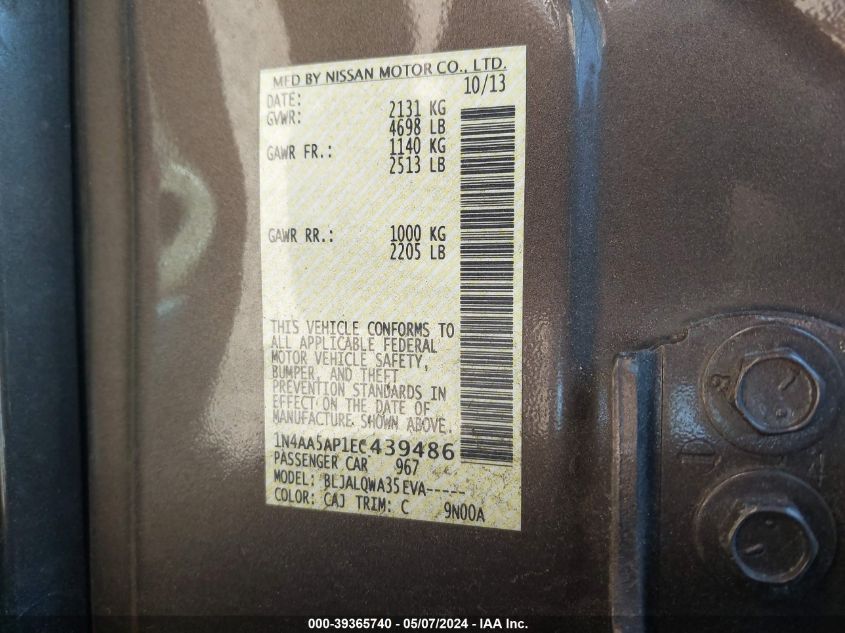 MFD BY NISSAN MOTOR CO., LTD.
DATE: 10/13
GVWR: 2131 KG
4698 LB
GAWR FR.: 1140 KG
2513 LB
GAWR RR.: 1000 KG
2205 LB
THIS VEHICLE CONFORMS TO
ALL APPLICABLE FEDERAL
MOTOR VEHICLE SAFETY,
BUMPER, AND THEFT
PREVENTION STANDARDS IN
EFFECT ON THE DATE OF
MANUFACTURE SHOWN ABOVE.
1N4AA5AP1EC439486
PASSENGER CAR 967
MODEL: BLJALQWA35EVA-----
COLOR: CAJ TRIM: C 9N00A
8
D
4
000-39365740 - 05/07/2024 - IAA Inc.